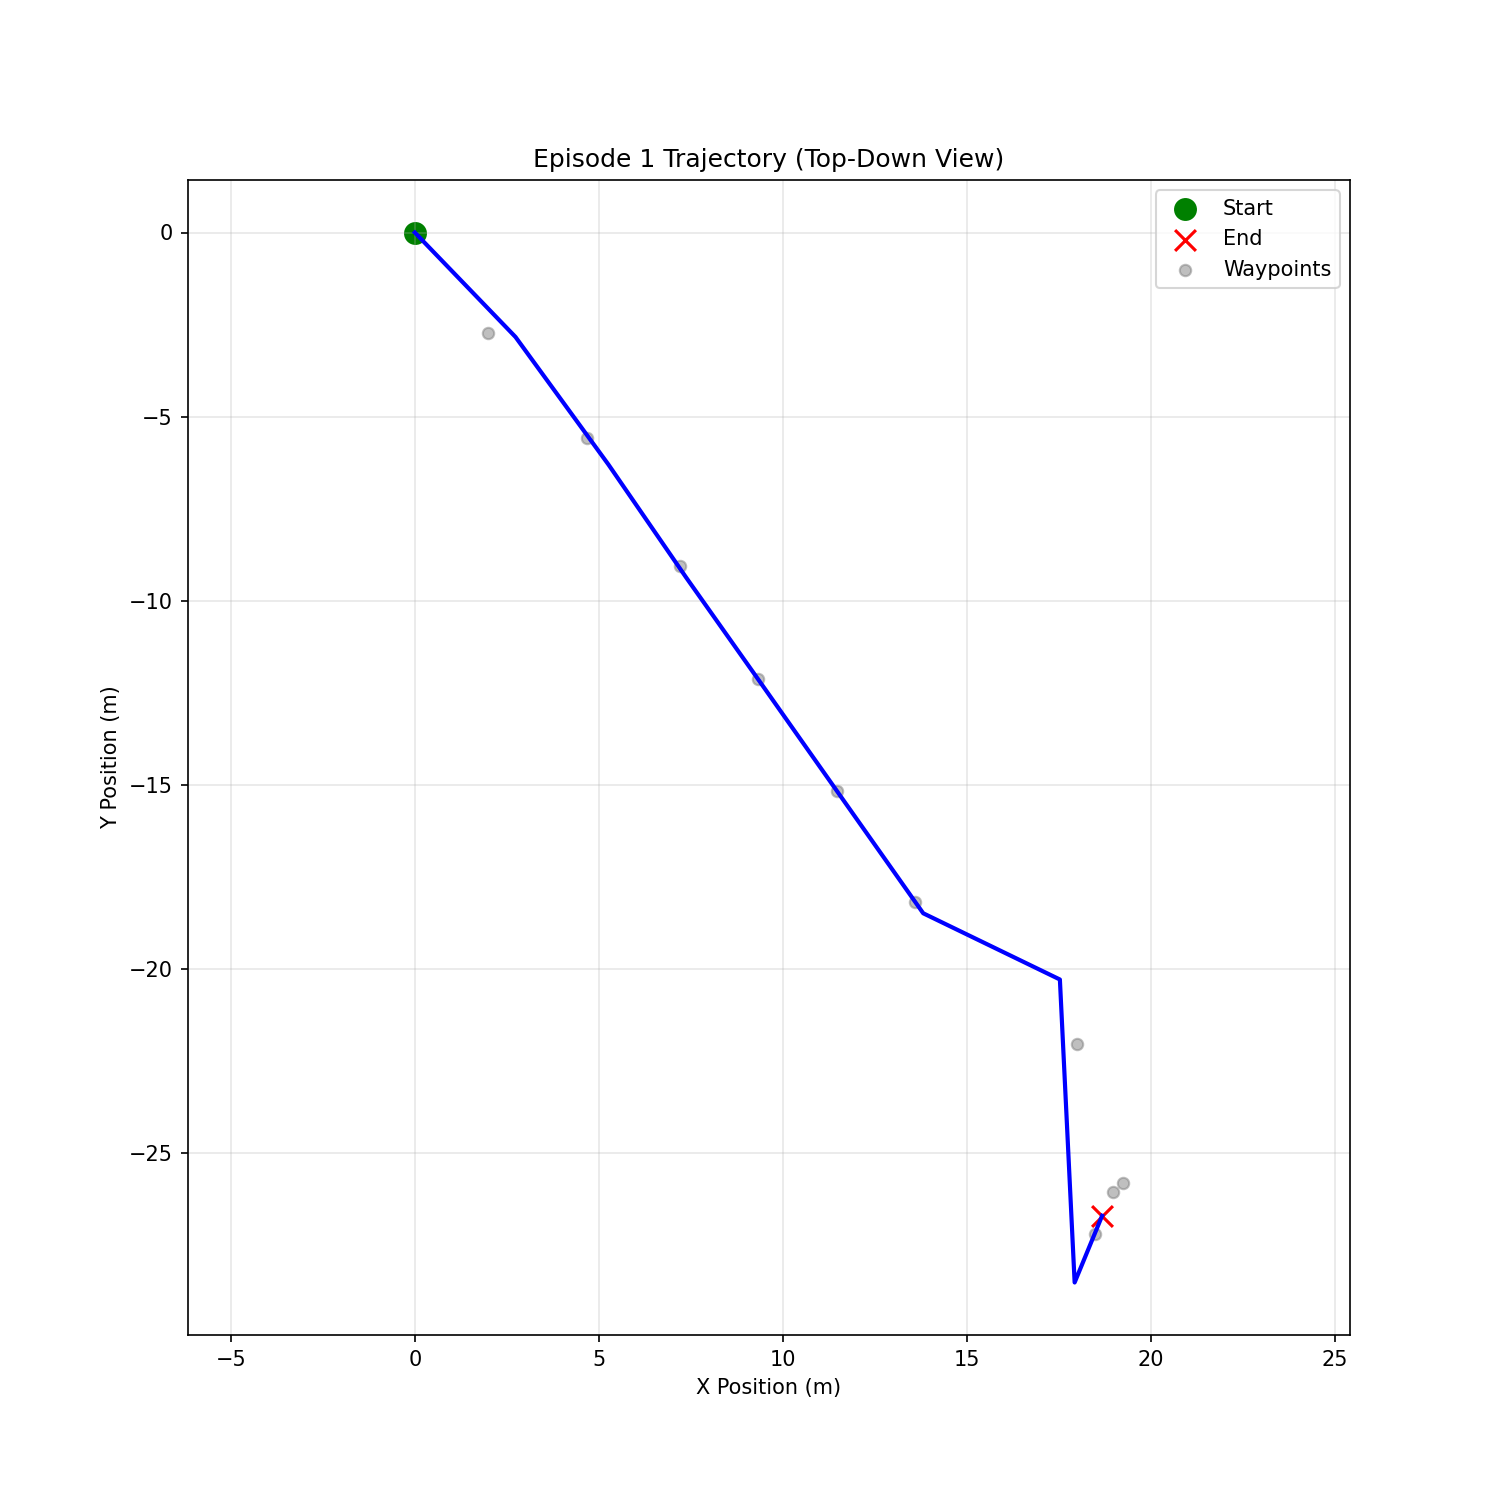 Episode 1 Trajectory (Top-Down View)
Start
End
Waypoints
0
−5
−10
−15
−20
−25
Y Position (m)
−5 0 5 10 15 20 25
X Position (m)